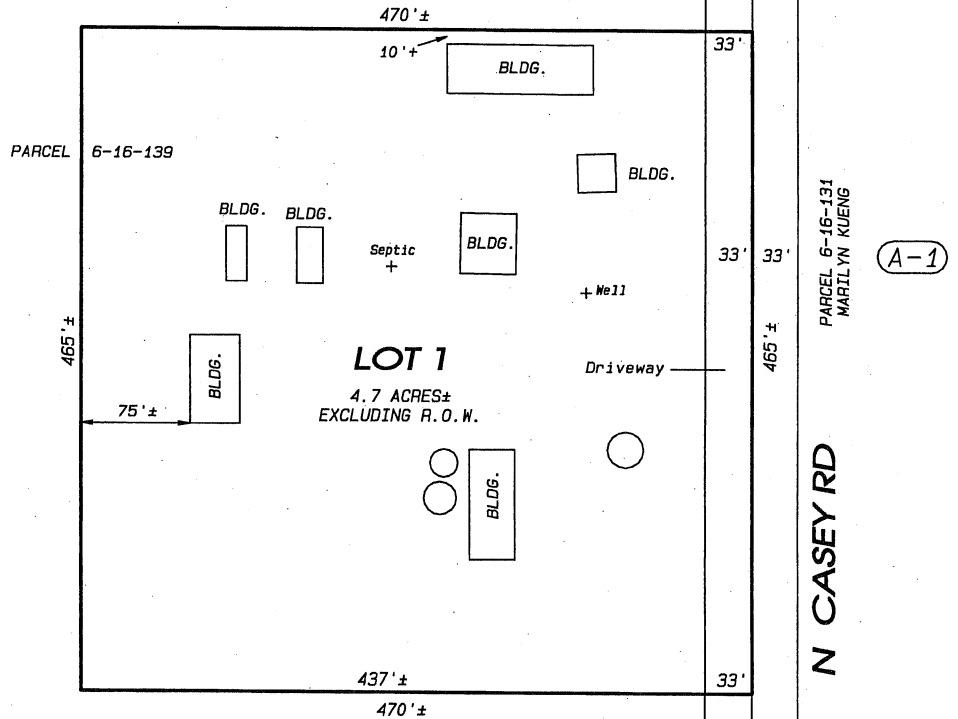 470'±
10'+
33'
BLDG.
PARCEL 6-16-139
BLDG.
BLDG.
BLDG.
BLDG.
Septic
33'
33'
PARCEL 6-16-131
MARILYN KUENG
A-1
Well
465'±
BLDG.
LOT 1
4.7 ACRES±
EXCLUDING R.O.W.
Driveway
465'±
75'±
BLDG.
N CASEY RD
437'±
33'
470'±